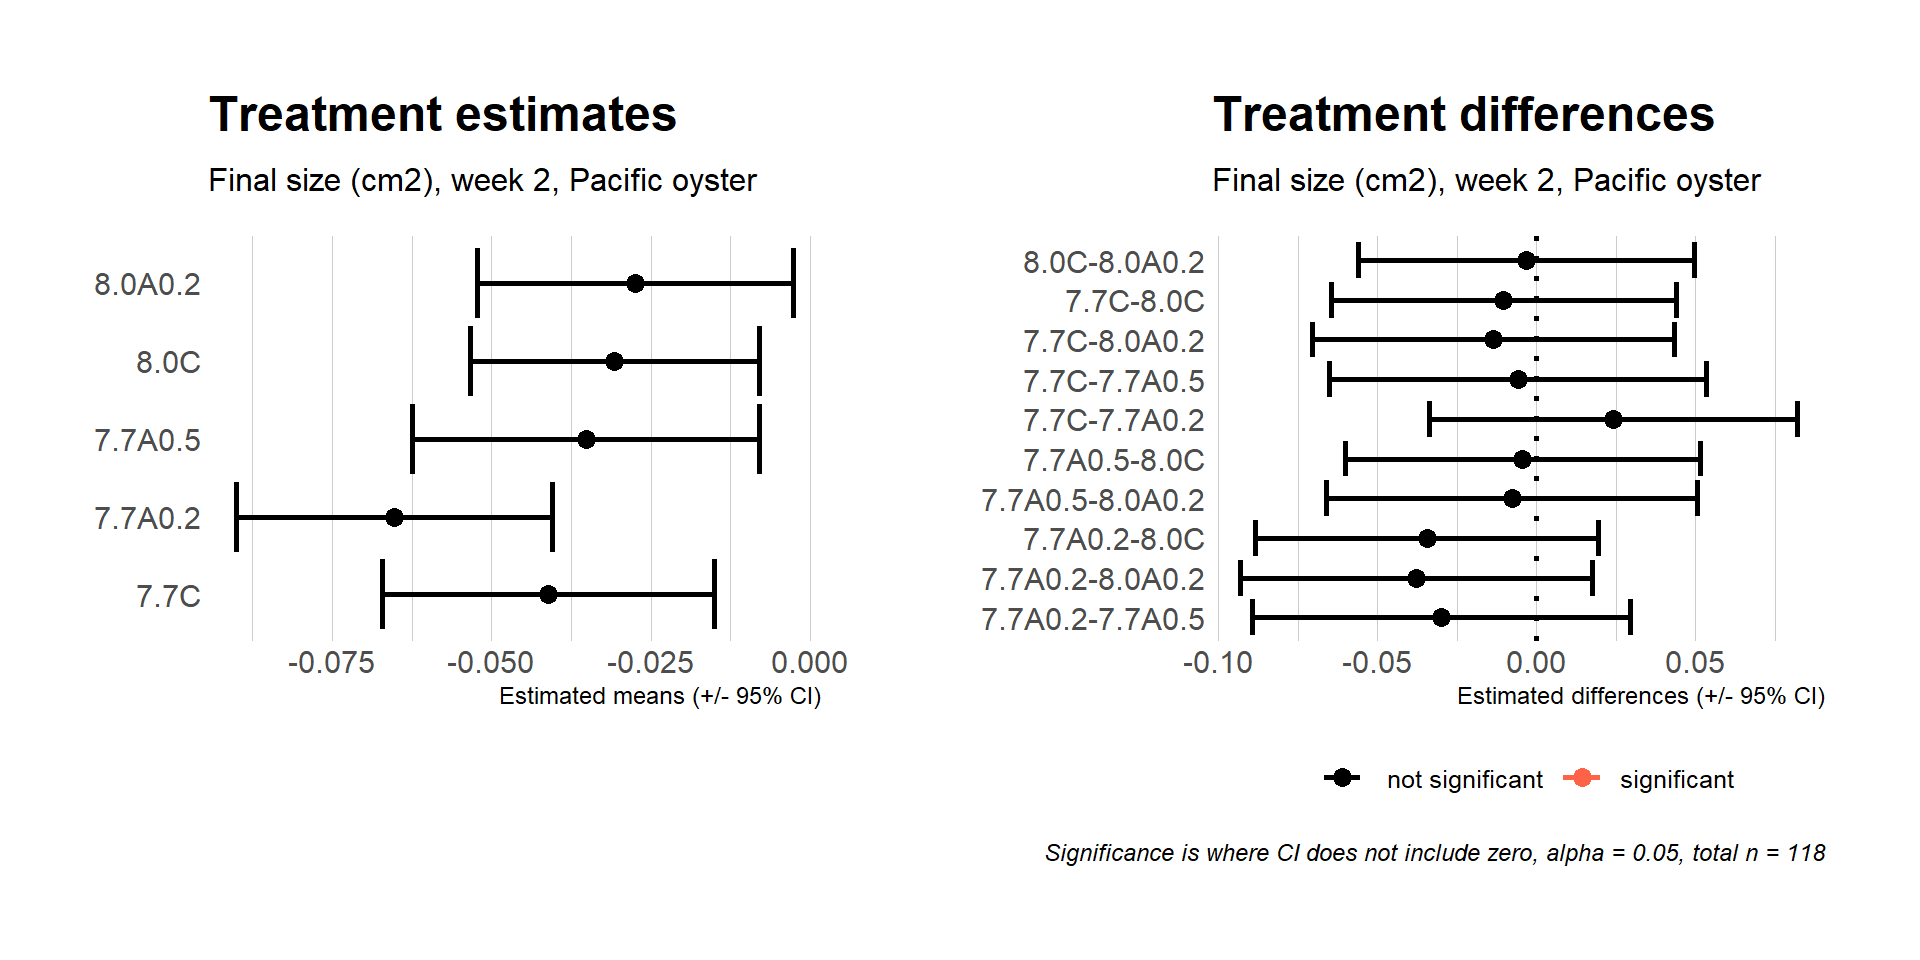 Treatment estimates
Final size (cm2), week 2, Pacific oyster
8.0A0.2
8.0C
7.7A0.5
7.7A0.2
7.7C
-0.075 -0.050 -0.025 0.000
Estimated means (+/- 95% CI)
Treatment differences
Final size (cm2), week 2, Pacific oyster
8.0C-8.0A0.2
7.7C-8.0C
7.7C-8.0A0.2
7.7C-7.7A0.5
7.7C-7.7A0.2
7.7A0.5-8.0C
7.7A0.5-8.0A0.2
7.7A0.2-8.0C
7.7A0.2-8.0A0.2
7.7A0.2-7.7A0.5
-0.10 -0.05 0.00 0.05
Estimated differences (+/- 95% CI)
not significant significant
Significance is where CI does not include zero, alpha = 0.05, total n = 118